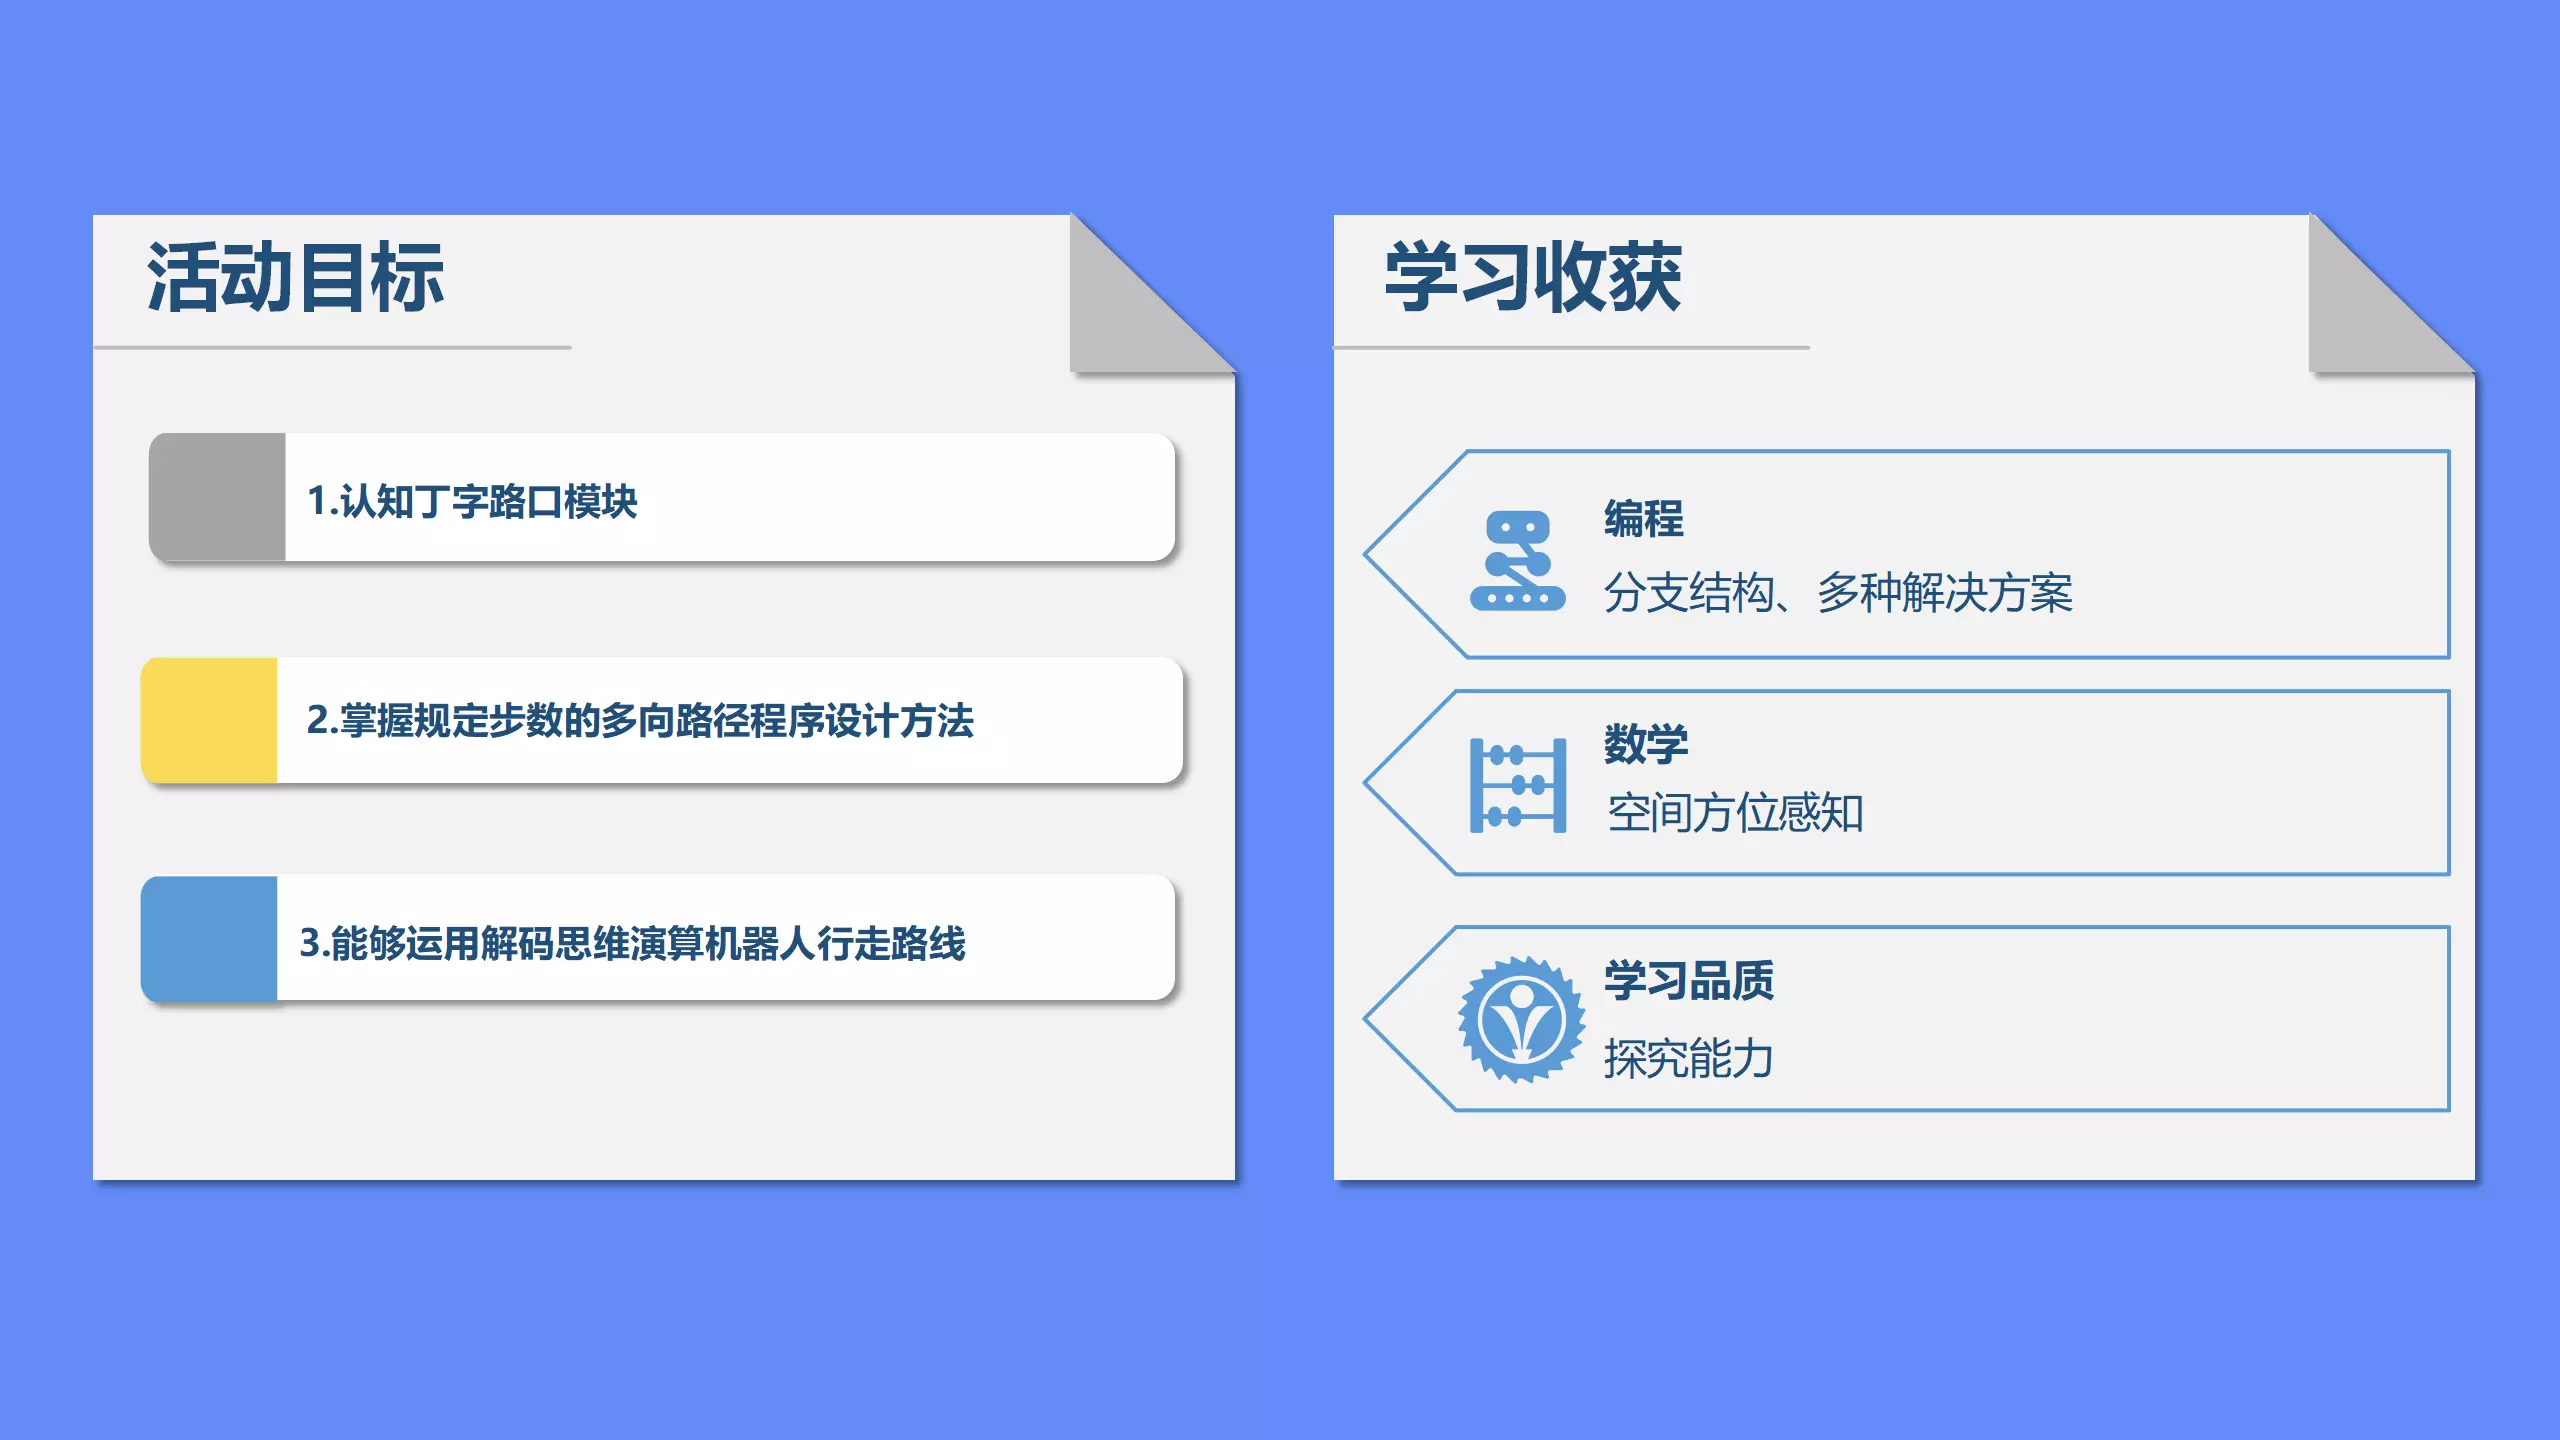 活动目标
1.认知丁字路口模块
2.掌握规定步数的多向路径程序设计方法
3.能够运用解码思维演算机器人行走路线
学习收获
编程
分支结构、多种解决方案
数学
空间方位感知
学习品质
探究能力